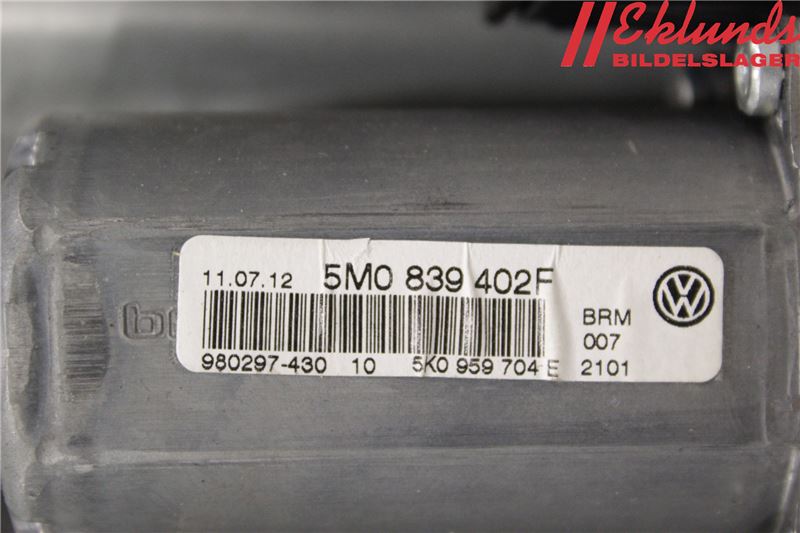 Eklunds
BILDELSLAGER
11.07.12 5M0 839 402F
BRM
007
980297-430 10 5K0 959 704 E 2101